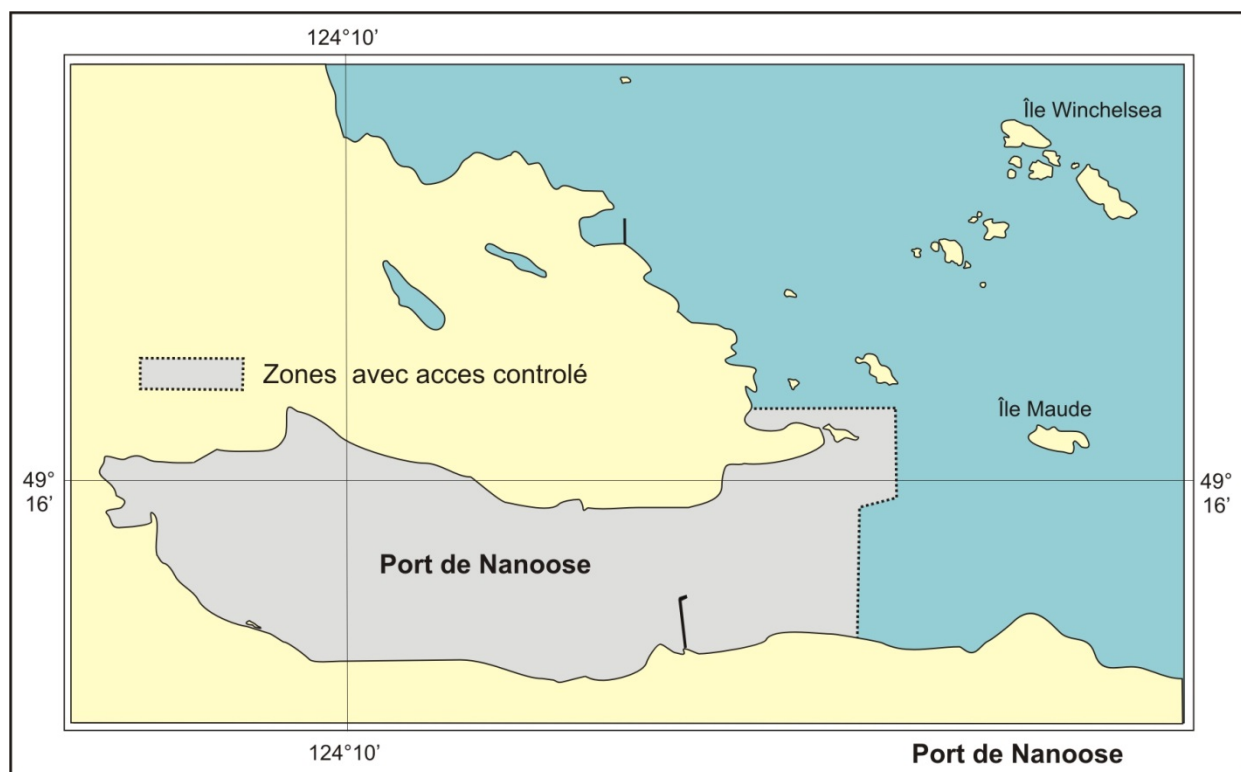 124°10’
Île Winchelsea
Zones avec acces controlé
Île Maude
49°
16’
49°
16’
Port de Nanoose
124°10’
Port de Nanoose